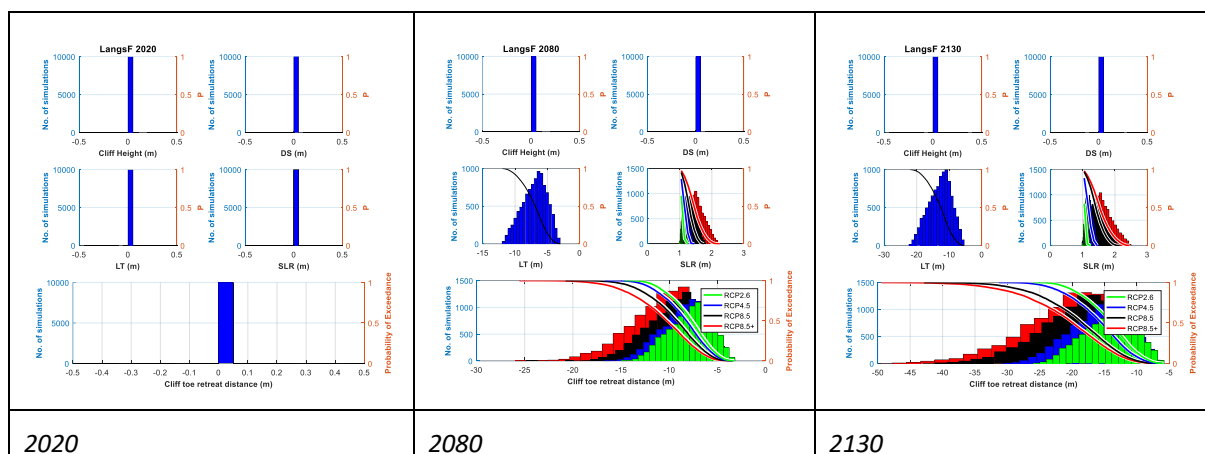 LangsF 2020
10000
5000
0
No. of simulations
-0.5 0 0.5
Cliff Height (m)
1
0.5
0
P
10000
5000
0
No. of simulations
-0.5 0 0.5
DS (m)
1
0.5
0
P
10000
5000
0
No. of simulations
-0.5 0 0.5
LT (m)
1
0.5
0
P
10000
5000
0
No. of simulations
-0.5 0 0.5
SLR (m)
1
0.5
0
P
10000
5000
0
No. of simulations
-0.5 -0.4 -0.3 -0.2 -0.1 0 0.1 0.2 0.3 0.4 0.5
Cliff toe retreat distance (m)
1
0.5
0
Probability of Exceedance
2020
LangsF 2080
10000
5000
0
No. of simulations
-0.5 0 0.5
Cliff Height (m)
1
0.5
0
P
10000
5000
0
No. of simulations
-0.5 0 0.5
DS (m)
1
0.5
0
P
1000
500
0
No. of simulations
-15 -10 -5 0
LT (m)
1
0.5
0
P
1500
1000
500
0
No. of simulations
0 1 2 3
SLR (m)
1
0.5
0
P
1500
1000
500
0
No. of simulations
RCP2.6
RCP4.5
RCP8.5
RCP8.5+
-30 -25 -20 -15 -10 -5 0
Cliff toe retreat distance (m)
1
0.5
0
Probability of Exceedance
2080
LangsF 2130
10000
5000
0
No. of simulations
-0.5 0 0.5
Cliff Height (m)
1
0.5
0
P
10000
5000
0
No. of simulations
-0.5 0 0.5
DS (m)
1
0.5
0
P
1000
500
0
No. of simulations
-30 -20 -10 0
LT (m)
1
0.5
0
P
1500
1000
500
0
No. of simulations
0 1 2 3
SLR (m)
1
0.5
0
P
1500
1000
500
0
No. of simulations
RCP2.6
RCP4.5
RCP8.5
RCP8.5+
-50 -45 -40 -35 -30 -25 -20 -15 -10 -5
Cliff toe retreat distance (m)
1
0.5
0
Probability of Exceedance
2130